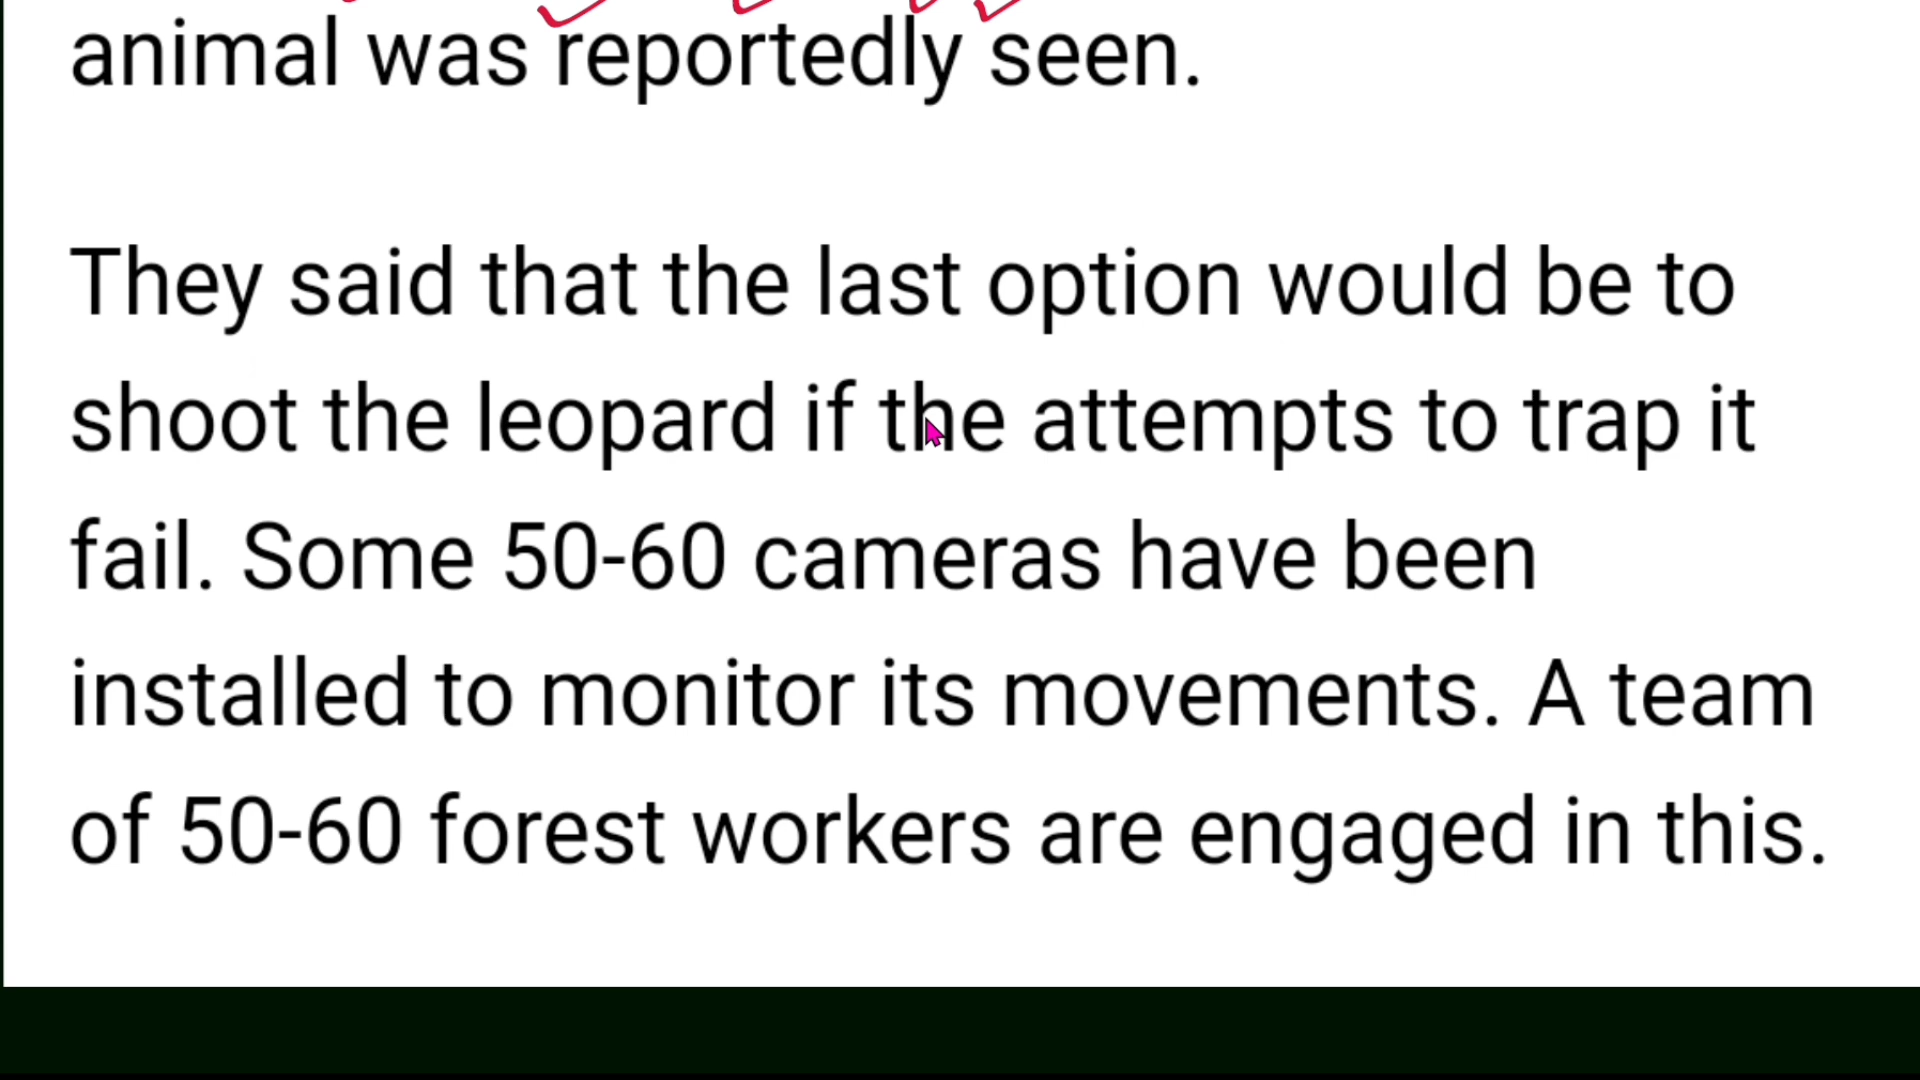 animal was reportedly seen.
They said that the last option would be to
shoot the leopard if the attempts to trap it
fail. Some 50-60 cameras have been
installed to monitor its movements. A team
of 50-60 forest workers are engaged in this.